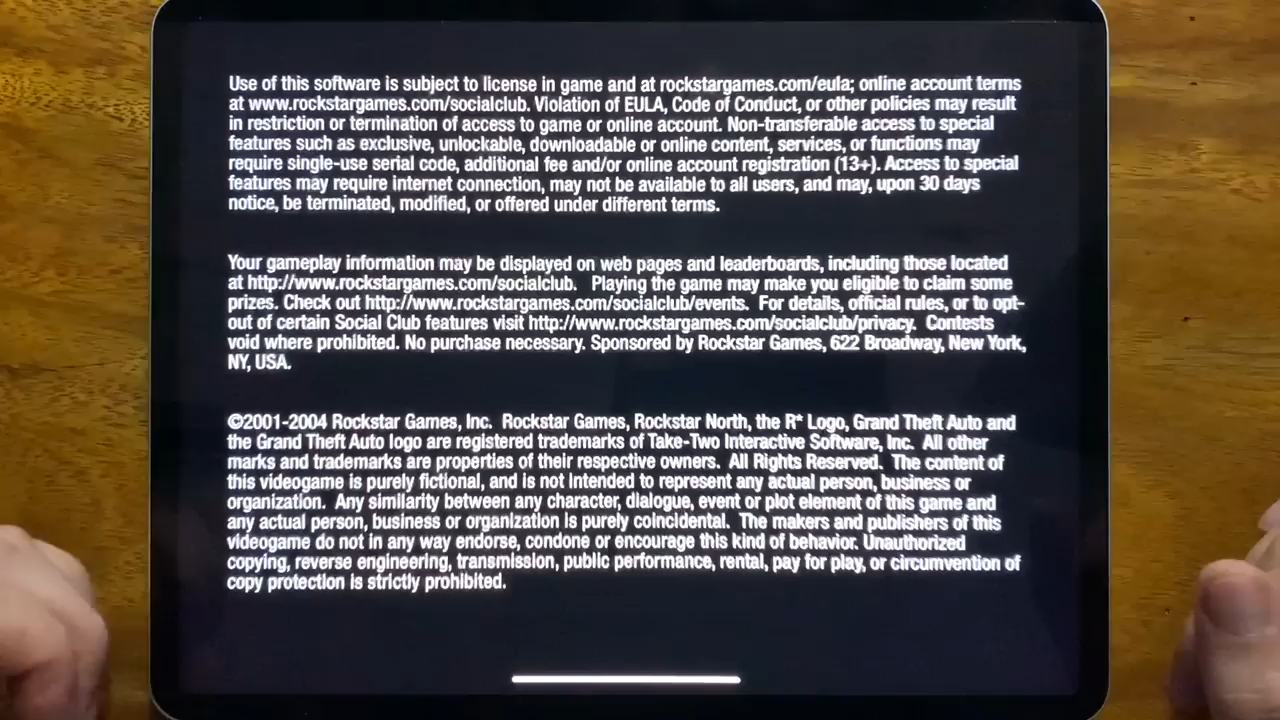 Use of this software is subject to license in game and at rockstargames.com/eula; online account terms
at www.rockstargames.com/socialclub. Violation of EULA, Code of Conduct, or other policies may result
in restriction or termination of access to game or online account. Non-transferable access to special
features such as exclusive, unlockable, downloadable or online content, services, or functions may
require single-use serial code, additional fee and/or online account registration (13+). Access to special
features may require internet connection, may not be available to all users, and may, upon 30 days
notice, be terminated, modified, or offered under different terms.
Your gameplay information may be displayed on web pages and leaderboards, including those located
at http://www.rockstargames.com/socialclub. Playing the game may make you eligible to claim some
prizes. Check out http://www.rockstargames.com/socialclub/events. For details, official rules, or to opt-
out of certain Social Club features visit http://www.rockstargames.com/socialclub/privacy. Contests
void where prohibited. No purchase necessary. Sponsored by Rockstar Games, 622 Broadway, New York,
NY, USA.
©2001-2004 Rockstar Games, Inc. Rockstar Games, Rockstar North, the R* Logo, Grand Theft Auto and
the Grand Theft Auto logo are registered trademarks of Take-Two Interactive Software, Inc. All other
marks and trademarks are properties of their respective owners. All Rights Reserved. The content of
this videogame is purely fictional, and is not intended to represent any actual person, business or
organization. Any similarity between any character, dialogue, event or plot element of this game and
any actual person, business or organization is purely coincidental. The makers and publishers of this
videogame do not in any way endorse, condone or encourage this kind of behavior. Unauthorized
copying, reverse engineering, transmission, public performance, rental, pay for play, or circumvention of
copy protection is strictly prohibited.